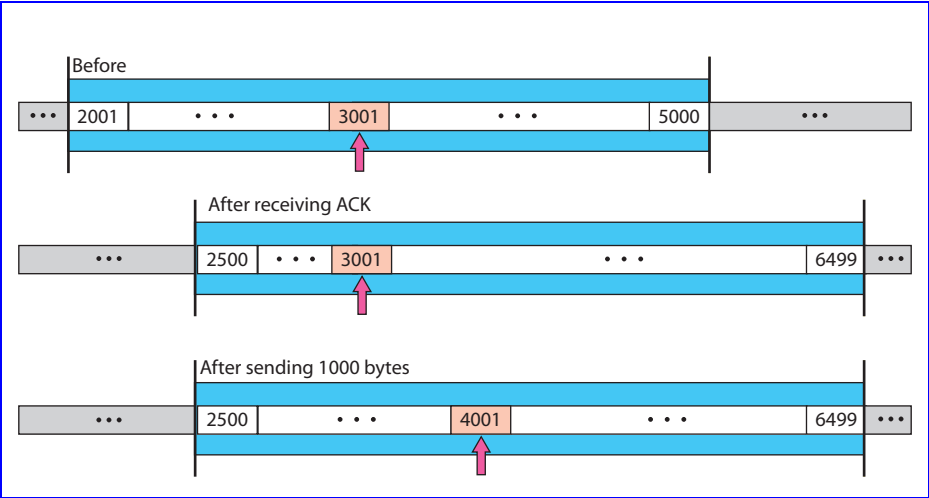 Before
••• 2001 • • • 3001 • • • 5000 •••
After receiving ACK
••• 2500 • • • 3001 • • • 6499 •••
After sending 1000 bytes
••• 2500 • • • 4001 • • • 6499 •••